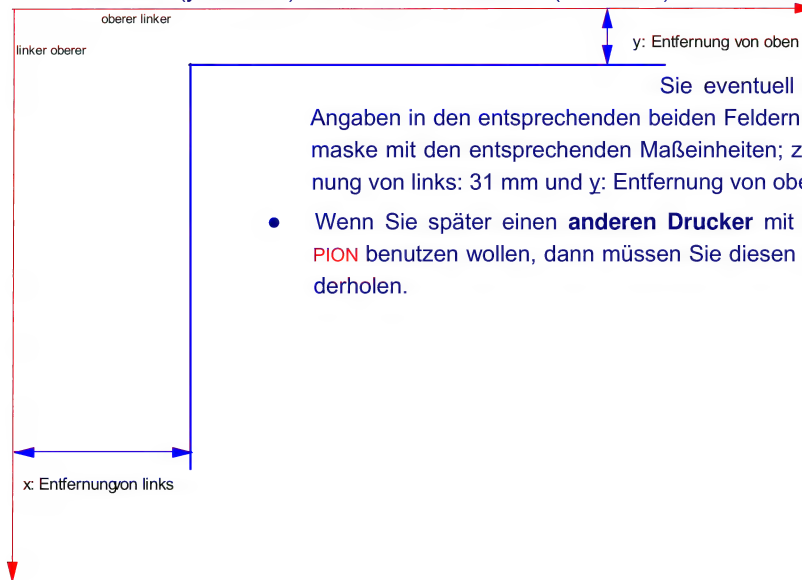 oberer linker
linker oberer
y: Entfernung von oben
Sie eventuell
Angaben in den entsprechenden beiden Feldern
maske mit den entsprechenden Maßeinheiten; z
nung von links: 31 mm und y: Entfernung von obe
● Wenn Sie später einen anderen Drucker mit
PION benutzen wollen, dann müssen Sie diesen
derholen.
x: Entfernungvon links